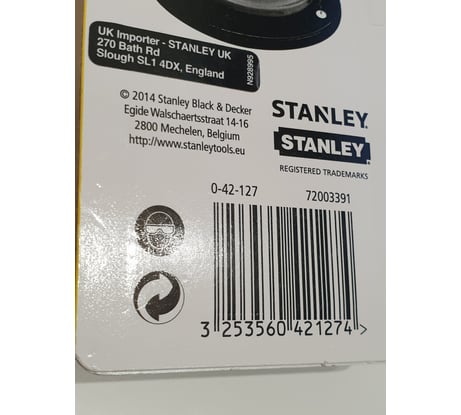 UK Importer - STANLEY UK
270 Bath Rd
Slough SL1 4DX, England
N928995
© 2014 Stanley Black & Decker
Egide Walschaertsstraat 14-16
2800 Mechelen, Belgium
http://www.stanleytools.eu
STANLEY®
STANLEY®
REGISTERED TRADEMARKS
0-42-127 72003391
3 253560 421274 >